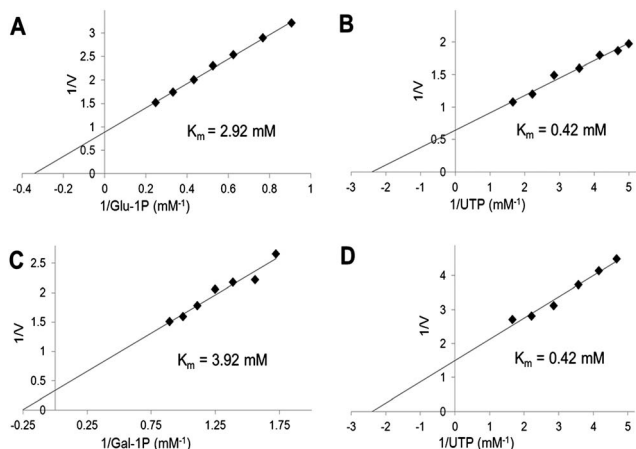 A
3
2.5
2
1.5
1
0.5
0
-0.4 -0.2 0 0.2 0.4 0.6 0.8 1
1/V
1/Glu-1P (mM⁻¹)
Kₘ = 2.92 mM
B
2
1.5
1
0.5
0
-3 -2 -1 0 1 2 3 4 5
1/V
1/UTP (mM⁻¹)
Kₘ = 0.42 mM
C
2.5
2
1.5
1
0.5
0
-0.25 0.25 0.75 1.25 1.75
1/V
1/Gal-1P (mM⁻¹)
Kₘ = 3.92 mM
D
4
3
2
1
0
-3 -2 -1 0 1 2 3 4 5
1/V
1/UTP (mM⁻¹)
Kₘ = 0.42 mM